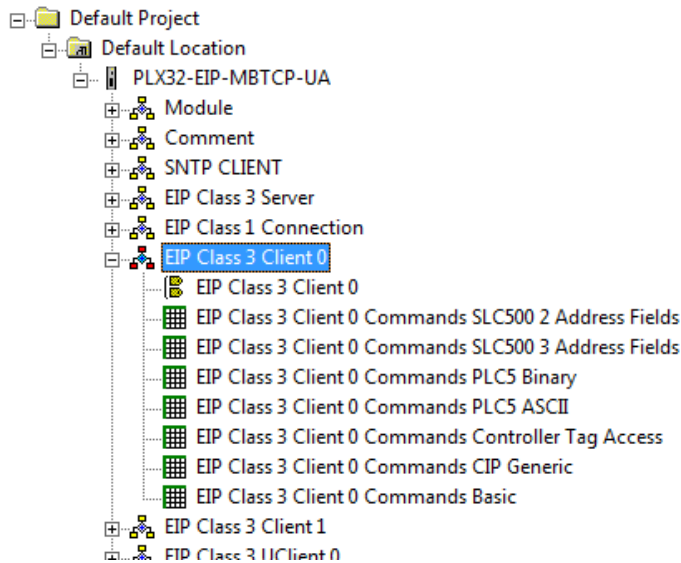 Default Project
Default Location
PLX32-EIP-MBTCP-UA
Module
Comment
SNTP CLIENT
EIP Class 3 Server
EIP Class 1 Connection
EIP Class 3 Client 0
EIP Class 3 Client 0
EIP Class 3 Client 0 Commands SLC500 2 Address Fields
EIP Class 3 Client 0 Commands SLC500 3 Address Fields
EIP Class 3 Client 0 Commands PLC5 Binary
EIP Class 3 Client 0 Commands PLC5 ASCII
EIP Class 3 Client 0 Commands Controller Tag Access
EIP Class 3 Client 0 Commands CIP Generic
EIP Class 3 Client 0 Commands Basic
EIP Class 3 Client 1
EIP Class 3 UClient 0